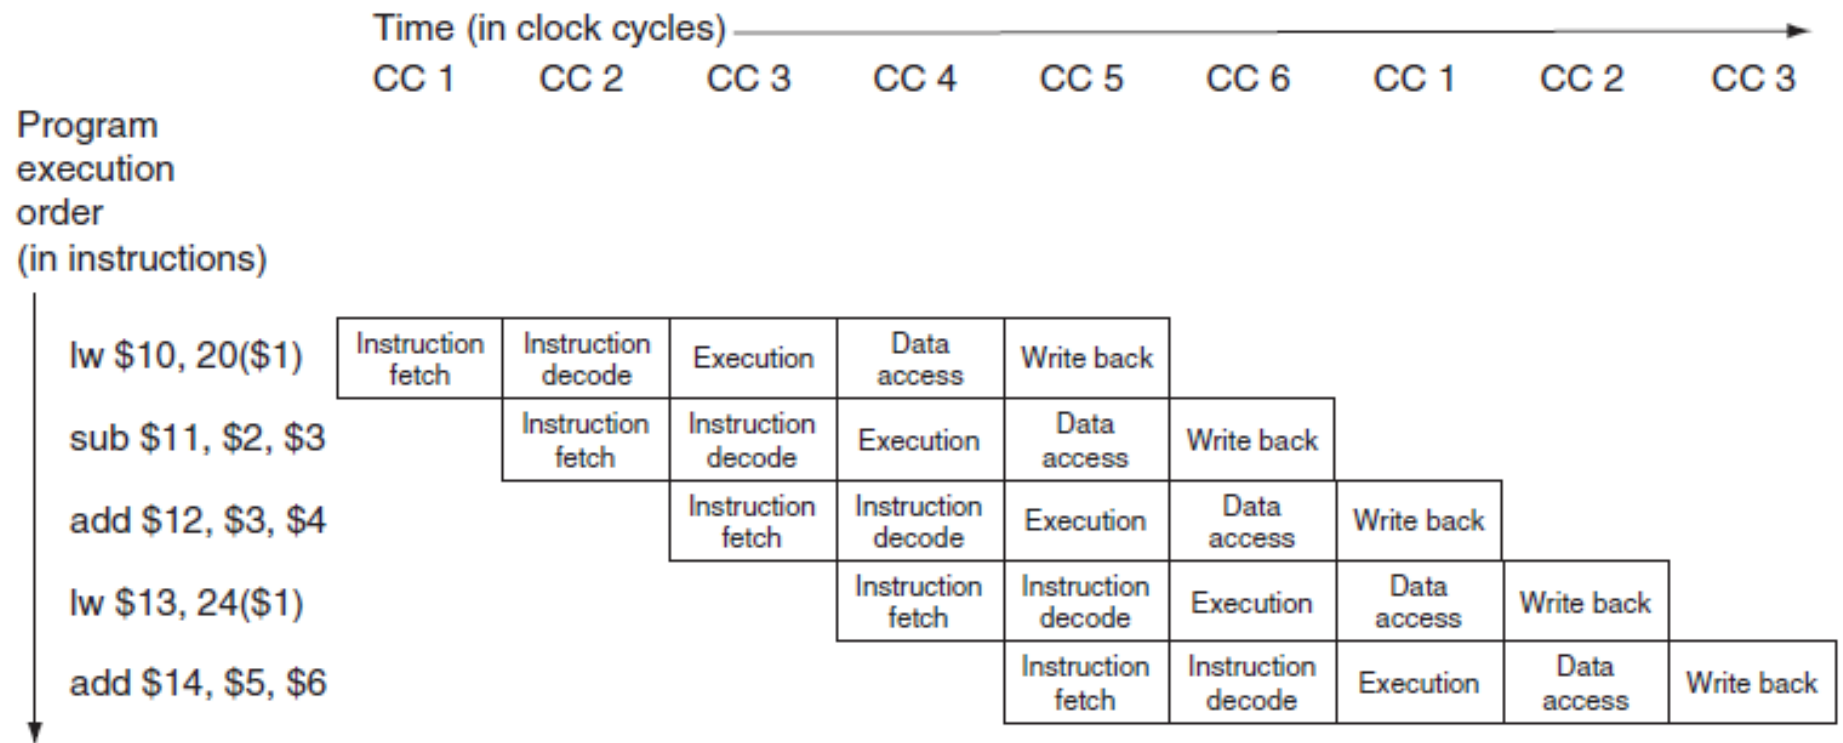 Time (in clock cycles)
CC 1 CC 2 CC 3 CC 4 CC 5 CC 6 CC 1 CC 2 CC 3
Program
execution
order
(in instructions)
lw $10, 20($1) Instruction fetch Instruction decode Execution Data access Write back
sub $11, $2, $3 Instruction fetch Instruction decode Execution Data access Write back
add $12, $3, $4 Instruction fetch Instruction decode Execution Data access Write back
lw $13, 24($1) Instruction fetch Instruction decode Execution Data access Write back
add $14, $5, $6 Instruction fetch Instruction decode Execution Data access Write back